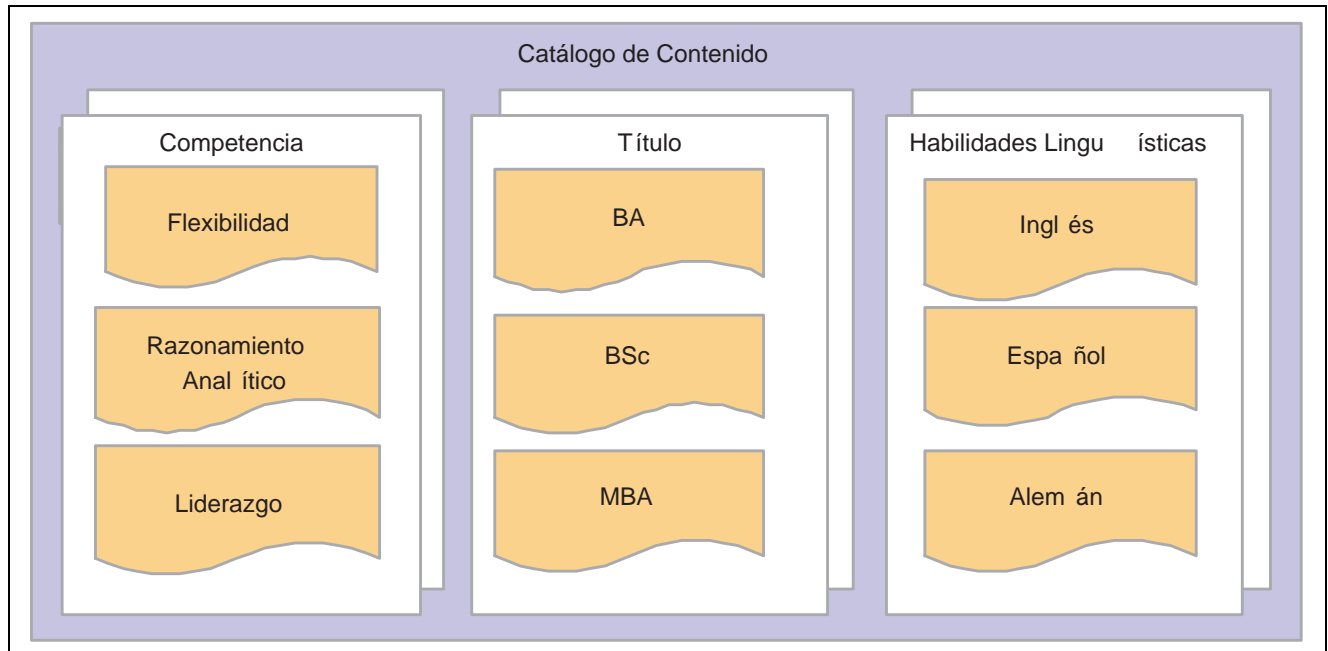 Catálogo de Contenido
Competencia
Flexibilidad
Razonamiento
Anal ítico
Liderazgo
Título
BA
BSc
MBA
Habilidades Lingu ísticas
Ingl és
Espa ñol
Alem án